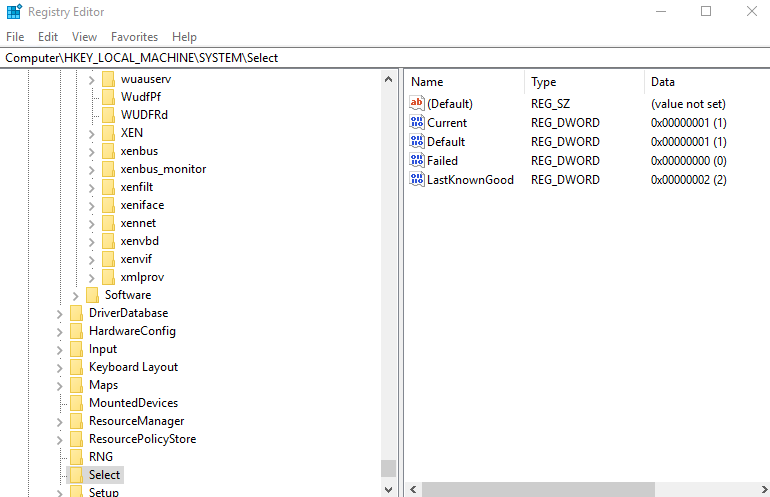 Registry Editor
File Edit View Favorites Help
Computer\HKEY_LOCAL_MACHINE\SYSTEM\Select
wuauserv
WudfPf
WUDFRd
XEN
xenbus
xenbus_monitor
xenfilt
xeniface
xennet
xenvbd
xenvif
xmlprov
Software
DriverDatabase
HardwareConfig
Input
Keyboard Layout
Maps
MountedDevices
ResourceManager
ResourcePolicyStore
RNG
Select
Setup
Name Type Data
ab (Default) REG_SZ (value not set)
Current REG_DWORD 0x00000001 (1)
Default REG_DWORD 0x00000001 (1)
Failed REG_DWORD 0x00000000 (0)
LastKnownGood REG_DWORD 0x00000002 (2)